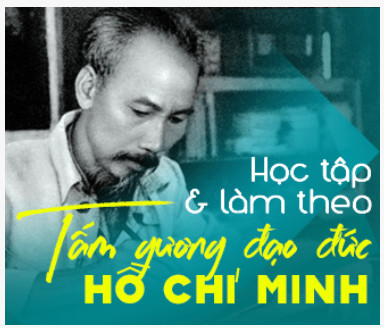 Học tập
& làm theo
Tấm gương đạo đức
HỒ CHÍ MINH